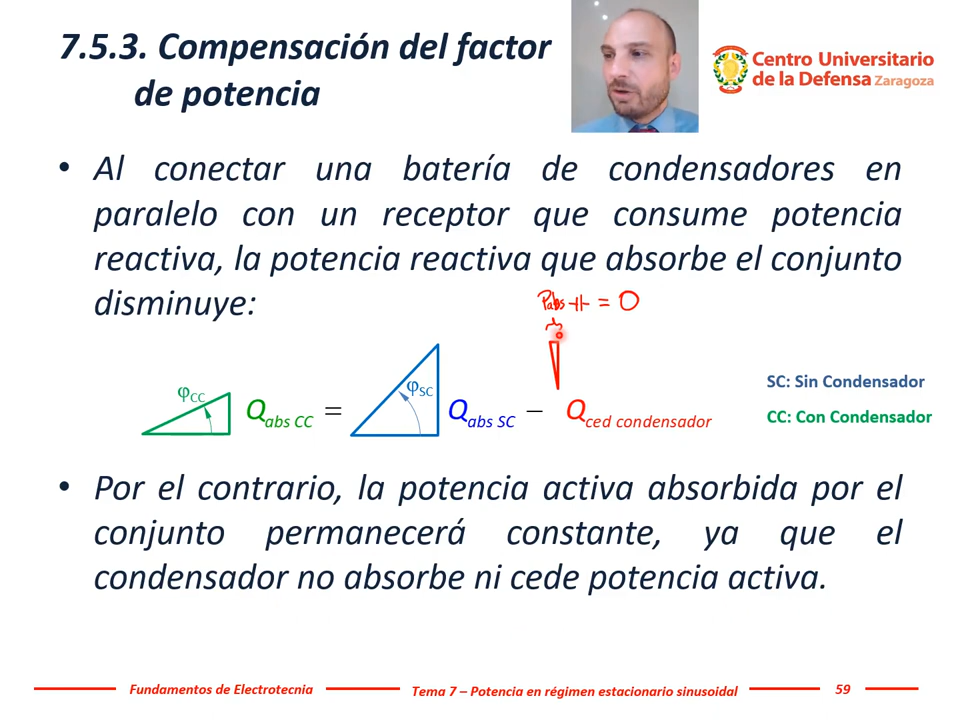 7.5.3. Compensación del factor
de potencia
Centro Universitario
de la Defensa Zaragoza
• Al conectar una batería de condensadores en
paralelo con un receptor que consume potencia
reactiva, la potencia reactiva que absorbe el conjunto
disminuye:
Pabs ⊣⊢ = 0
φCC
φSC
Qabs CC = Qabs SC − Qced condensador
SC: Sin Condensador
CC: Con Condensador
• Por el contrario, la potencia activa absorbida por el
conjunto permanecerá constante, ya que el
condensador no absorbe ni cede potencia activa.
Fundamentos de Electrotecnia
Tema 7 – Potencia en régimen estacionario sinusoidal
59